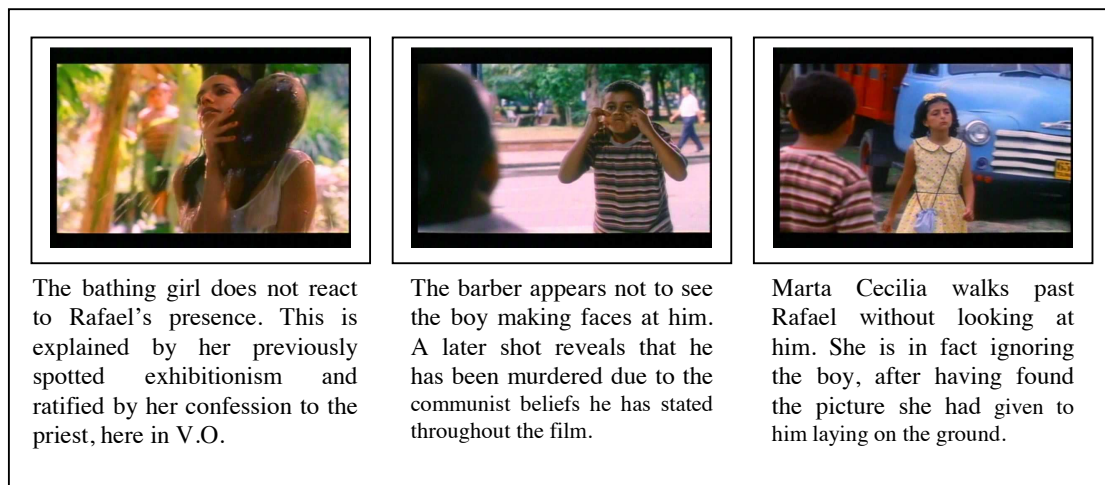 The bathing girl does not react
to Rafael’s presence. This is
explained by her previously
spotted exhibitionism and
ratified by her confession to the
priest, here in V.O.
The barber appears not to see
the boy making faces at him.
A later shot reveals that he
has been murdered due to the
communist beliefs he has stated
throughout the film.
Marta Cecilia walks past
Rafael without looking at
him. She is in fact ignoring
the boy, after having found
the picture she had given to
him laying on the ground.